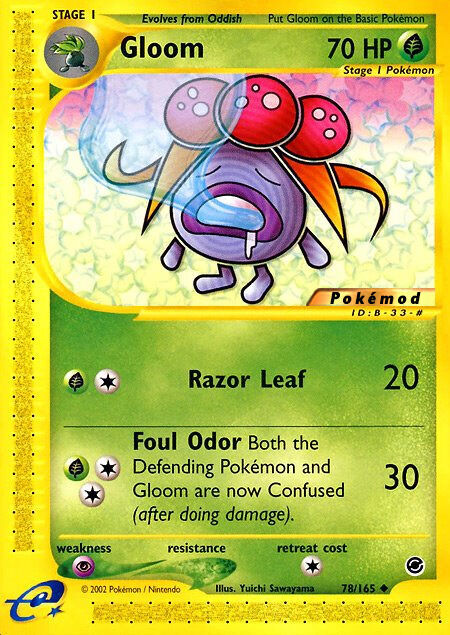 STAGE 1 Evolves from Oddish Put Gloom on the Basic Pokémon
Gloom 70 HP
Stage 1 Pokémon
Pokémod
ID:B-33-#
Razor Leaf 20
Foul Odor Both the
Defending Pokémon and
Gloom are now Confused
(after doing damage).
30
weakness resistance retreat cost
© 2002 Pokémon / Nintendo Illus. Yuichi Sawayama 78/165
e